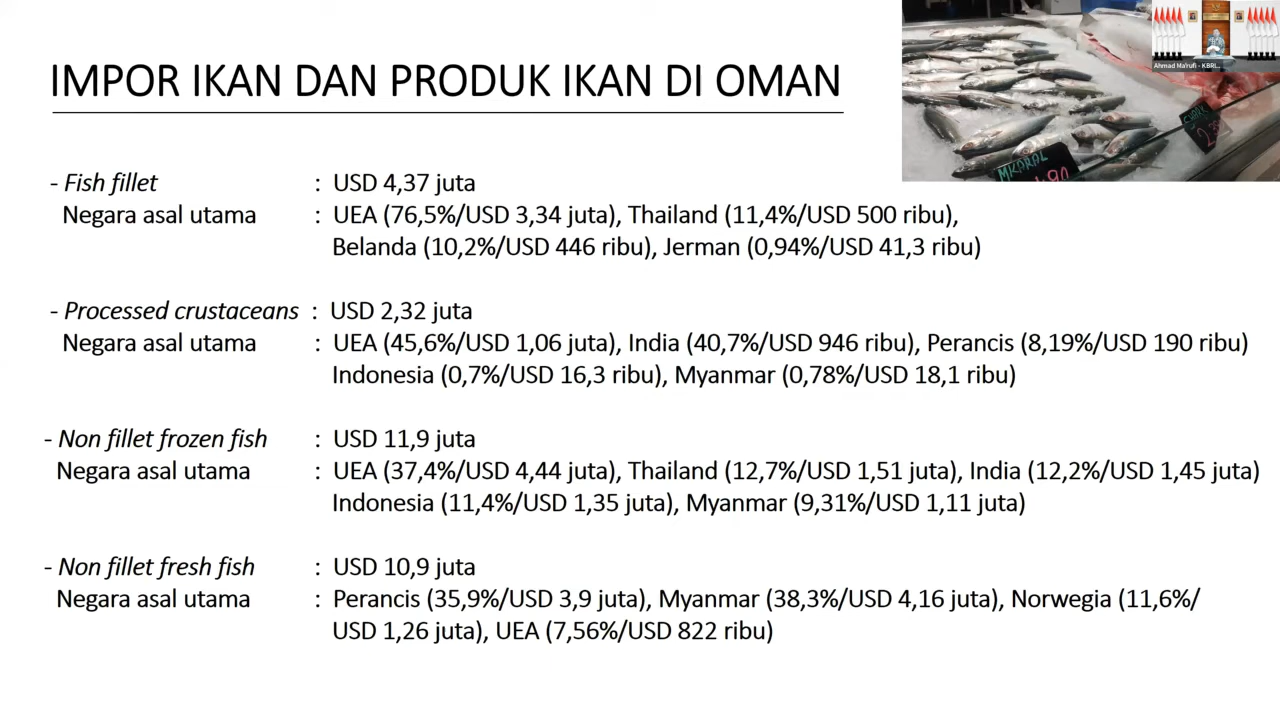 IMPOR IKAN DAN PRODUK IKAN DI OMAN
Ahmad Ma'rufi - KBRI...
MKARAL
- Fish fillet : USD 4,37 juta
Negara asal utama : UEA (76,5%/USD 3,34 juta), Thailand (11,4%/USD 500 ribu),
Belanda (10,2%/USD 446 ribu), Jerman (0,94%/USD 41,3 ribu)
- Processed crustaceans : USD 2,32 juta
Negara asal utama : UEA (45,6%/USD 1,06 juta), India (40,7%/USD 946 ribu), Perancis (8,19%/USD 190 ribu)
Indonesia (0,7%/USD 16,3 ribu), Myanmar (0,78%/USD 18,1 ribu)
- Non fillet frozen fish : USD 11,9 juta
Negara asal utama : UEA (37,4%/USD 4,44 juta), Thailand (12,7%/USD 1,51 juta), India (12,2%/USD 1,45 juta)
Indonesia (11,4%/USD 1,35 juta), Myanmar (9,31%/USD 1,11 juta)
- Non fillet fresh fish : USD 10,9 juta
Negara asal utama : Perancis (35,9%/USD 3,9 juta), Myanmar (38,3%/USD 4,16 juta), Norwegia (11,6%/
USD 1,26 juta), UEA (7,56%/USD 822 ribu)